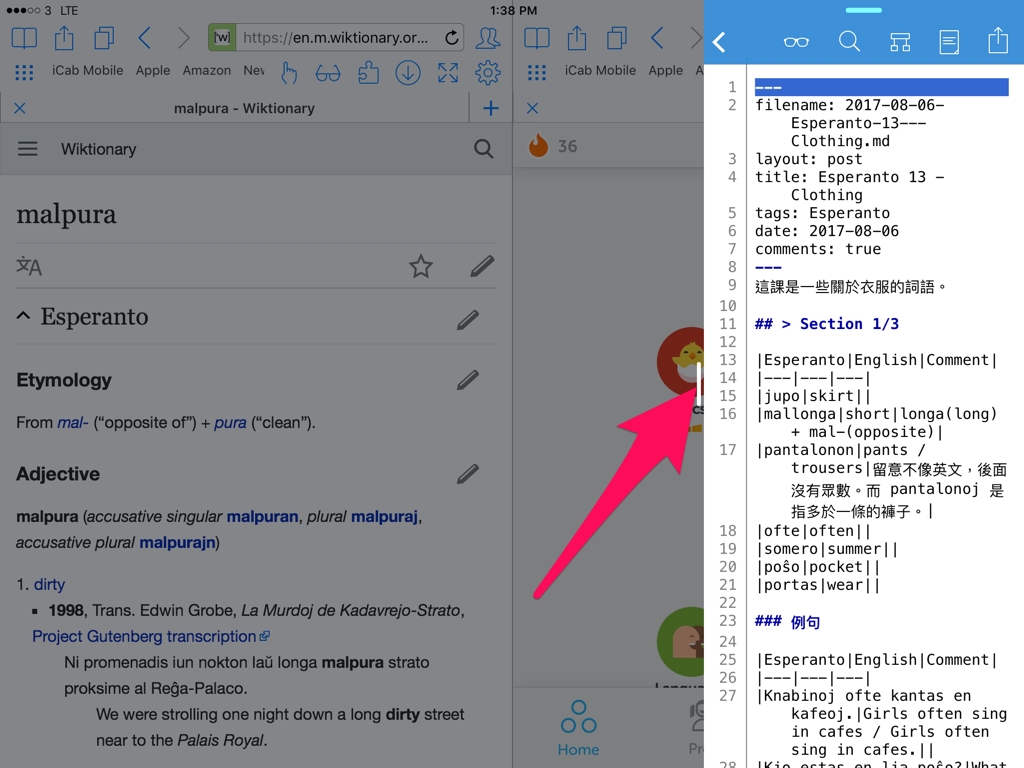 3 LTE
1:38 PM
https://en.m.wiktionary.or...
iCab Mobile Apple Amazon
malpura - Wiktionary
Wiktionary
malpura
Esperanto
Etymology
From mal- (“opposite of”) + pura (“clean”).
Adjective
malpura (accusative singular malpuran, plural malpuraj,
accusative plural malpurajn)
1. dirty
1998, Trans. Edwin Grobe, La Murdoj de Kadavrejo-Strato,
Project Gutenberg transcription
Ni promenadis iun nokton laŭ longa malpura strato
proksime al Reĝa-Palaco.
We were strolling one night down a long dirty street
near to the Palais Royal.
iCab Mobile Apple
36
Home
1 ---
2 filename: 2017-08-06-
Esperanto-13---
Clothing.md
3 layout: post
4 title: Esperanto 13 -
Clothing
5 tags: Esperanto
6 date: 2017-08-06
7 comments: true
8 ---
9 這課是一些關於衣服的詞語。
10
11 ## > Section 1/3
12
13 |Esperanto|English|Comment|
14 |---|---|---|
15 |jupo|skirt||
16 |mallonga|short|longa(long)
+ mal-(opposite)|
17 |pantalonon|pants /
trousers|留意不像英文，後面
沒有眾數。而 pantalonoj 是
指多於一條的褲子。|
18 |ofte|often||
19 |somero|summer||
20 |poŝo|pocket||
21 |portas|wear||
22
23 ### 例句
24
25 |Esperanto|English|Comment|
26 |---|---|---|
27 |Knabinoj ofte kantas en
kafeoj.|Girls often sing
in cafes / Girls often
sing in cafes.||
28 |Kio estas en lia poŝo?|What